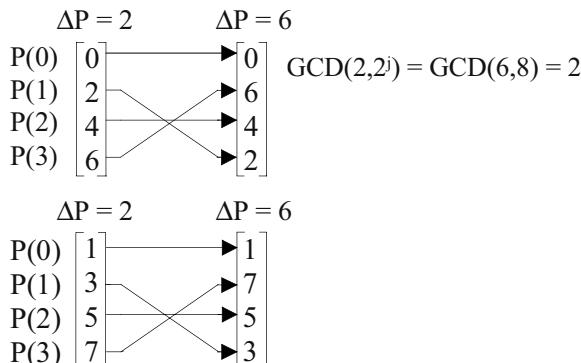 ΔP = 2 ΔP = 6
P(0) 0 0 GCD(2,2ʲ) = GCD(6,8) = 2
P(1) 2 6
P(2) 4 4
P(3) 6 2
ΔP = 2 ΔP = 6
P(0) 1 1
P(1) 3 7
P(2) 5 5
P(3) 7 3